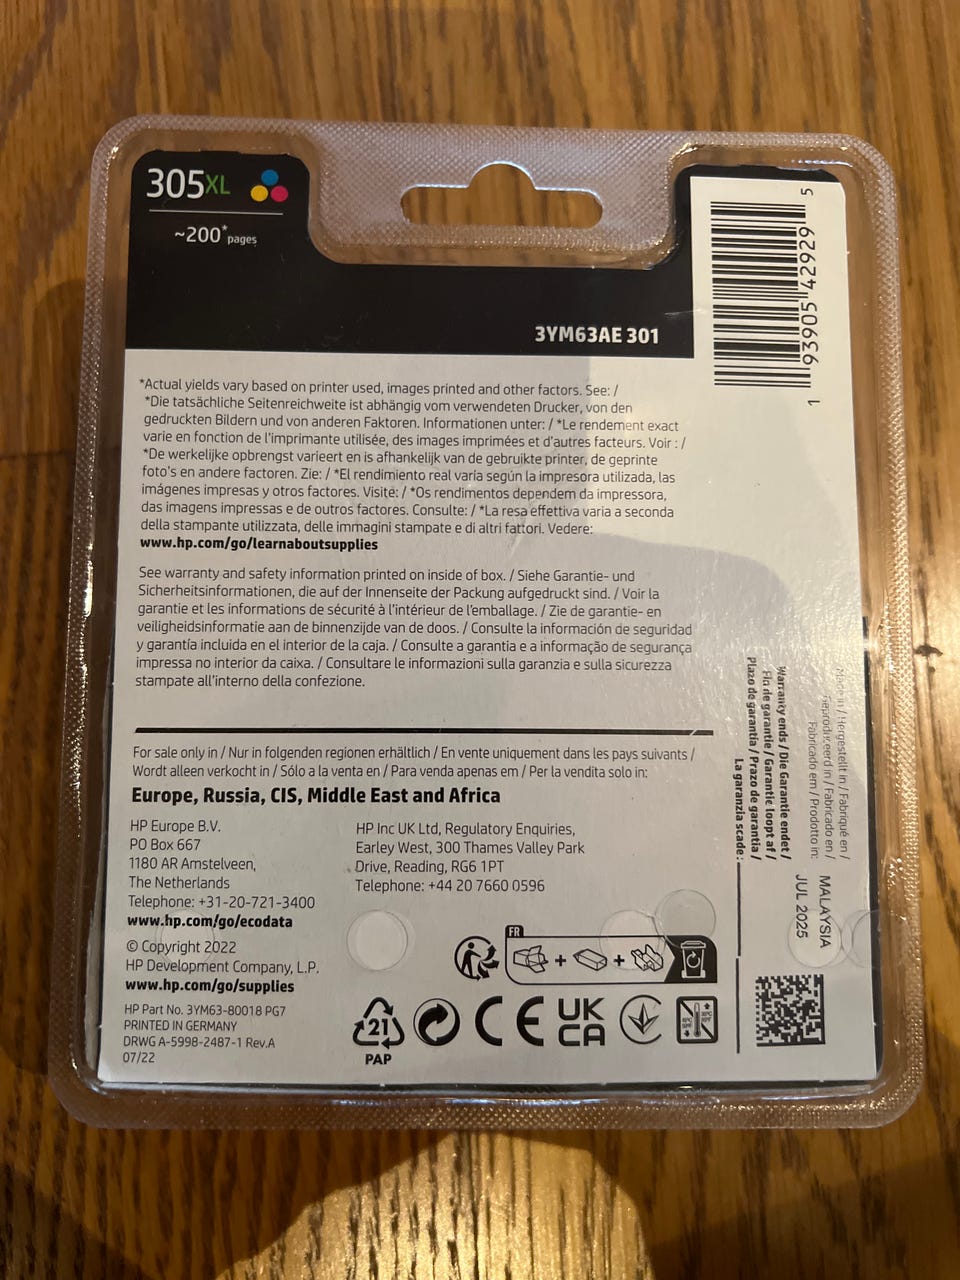 305XL
~200* pages
3YM63AE 301
1 93905 42929 5
*Actual yields vary based on printer used, images printed and other factors. See: /
*Die tatsächliche Seitenreichweite ist abhängig vom verwendeten Drucker, von den
gedruckten Bildern und von anderen Faktoren. Informationen unter: / *Le rendement exact
varie en fonction de l'imprimante utilisée, des images imprimées et d'autres facteurs. Voir : /
*De werkelijke opbrengst varieert en is afhankelijk van de gebruikte printer, de geprinte
foto's en andere factoren. Zie: / *El rendimiento real varía según la impresora utilizada, las
imágenes impresas y otros factores. Visite: / *Os rendimentos dependem da impressora,
das imagens impressas e de outros factores. Consulte: / *La resa effettiva varia a seconda
della stampante utilizzata, delle immagini stampate e di altri fattori. Vedere:
www.hp.com/go/learnaboutsupplies
See warranty and safety information printed on inside of box. / Siehe Garantie- und
Sicherheitsinformationen, die auf der Innenseite der Packung aufgedruckt sind. / Voir la
garantie et les informations de sécurité à l'intérieur de l'emballage. / Zie de garantie- en
veiligheidsinformatie aan de binnenzijde van de doos. / Consulte la información de seguridad
y garantía incluida en el interior de la caja. / Consulte a garantia e a informação de segurança
impressa no interior da caixa. / Consultare le informazioni sulla garanzia e sulla sicurezza
stampate all'interno della confezione.
For sale only in / Nur in folgenden regionen erhältlich / En vente uniquement dans les pays suivants /
Wordt alleen verkocht in / Sólo a la venta en / Para venda apenas em / Per la vendita solo in:
Europe, Russia, CIS, Middle East and Africa
HP Europe B.V.
PO Box 667
1180 AR Amstelveen,
The Netherlands
Telephone: +31-20-721-3400
www.hp.com/go/ecodata
HP Inc UK Ltd, Regulatory Enquiries,
Earley West, 300 Thames Valley Park
Drive, Reading, RG6 1PT
Telephone: +44 20 7660 0596
© Copyright 2022
HP Development Company, L.P.
www.hp.com/go/supplies
HP Part No. 3YM63-80018 PG7
PRINTED IN GERMANY
DRWG A-5998-2487-1 Rev.A
07/22
FR
21
PAP
CE
UK
CA
Made in / Hergestellt in / Fabriqué en /
Geproduceerd in / Fabricado en /
Fabricado em / Prodotto in:
MALAYSIA
JUL 2025
Warranty ends / Die Garantie endet /
Fin de garantie / Garantie loopt af /
Plazo de garantía / Prazo de garantia /
La garanzia scade: